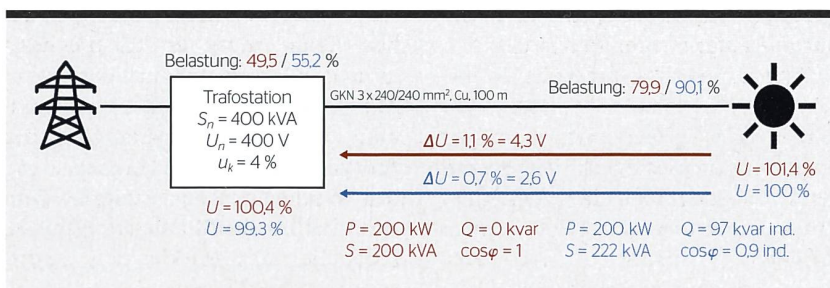 Belastung: 49,5 / 55,2 %
Trafostation
Sn = 400 kVA
Un = 400 V
uk = 4 %
GKN 3 x 240/240 mm², Cu, 100 m
Belastung: 79,9 / 90,1 %
ΔU = 1,1 % = 4,3 V
ΔU = 0,7 % = 2,6 V
U = 101,4 %
U = 100 %
U = 100,4 %
U = 99,3 %
P = 200 kW Q = 0 kvar
S = 200 kVA cosφ = 1
P = 200 kW Q = 97 kvar ind.
S = 222 kVA cosφ = 0,9 ind.